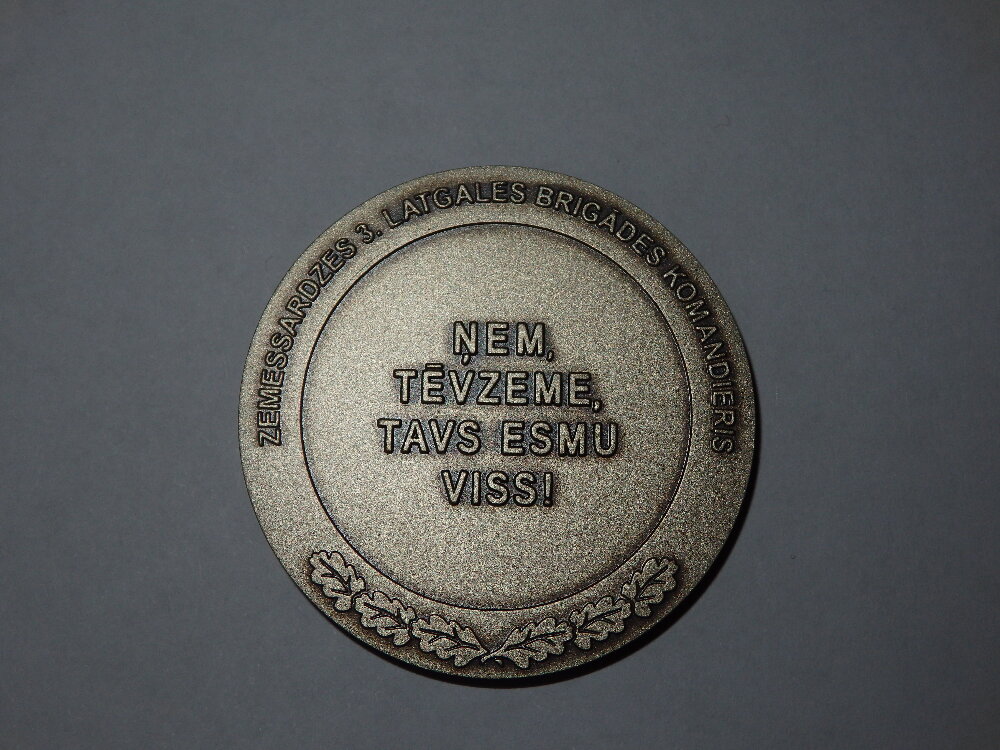 ZEMESSARDZES 3. LATGALES BRIGĀDES KOMANDIERIS
ŅEM,
TĒVZEME,
TAVS ESMU
VISS!